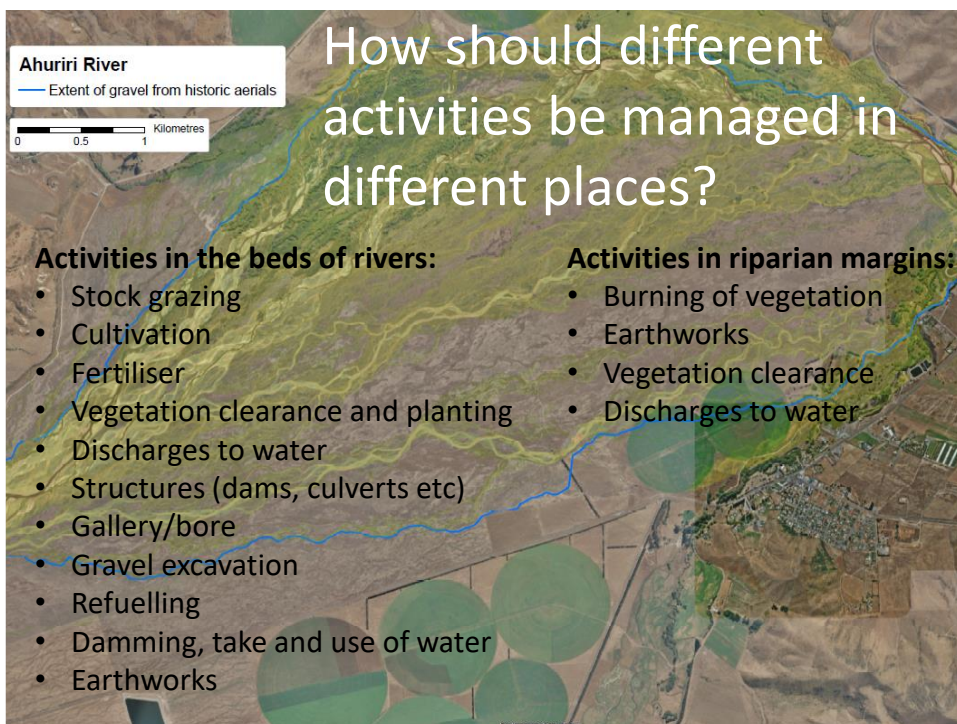 How should different
activities be managed in
different places?
Ahuriri River
Extent of gravel from historic aerials
Kilometres
0 0.5 1
Activities in the beds of rivers:
• Stock grazing
• Cultivation
• Fertiliser
• Vegetation clearance and planting
• Discharges to water
• Structures (dams, culverts etc)
• Gallery/bore
• Gravel excavation
• Refuelling
• Damming, take and use of water
• Earthworks
Activities in riparian margins:
• Burning of vegetation
• Earthworks
• Vegetation clearance
• Discharges to water